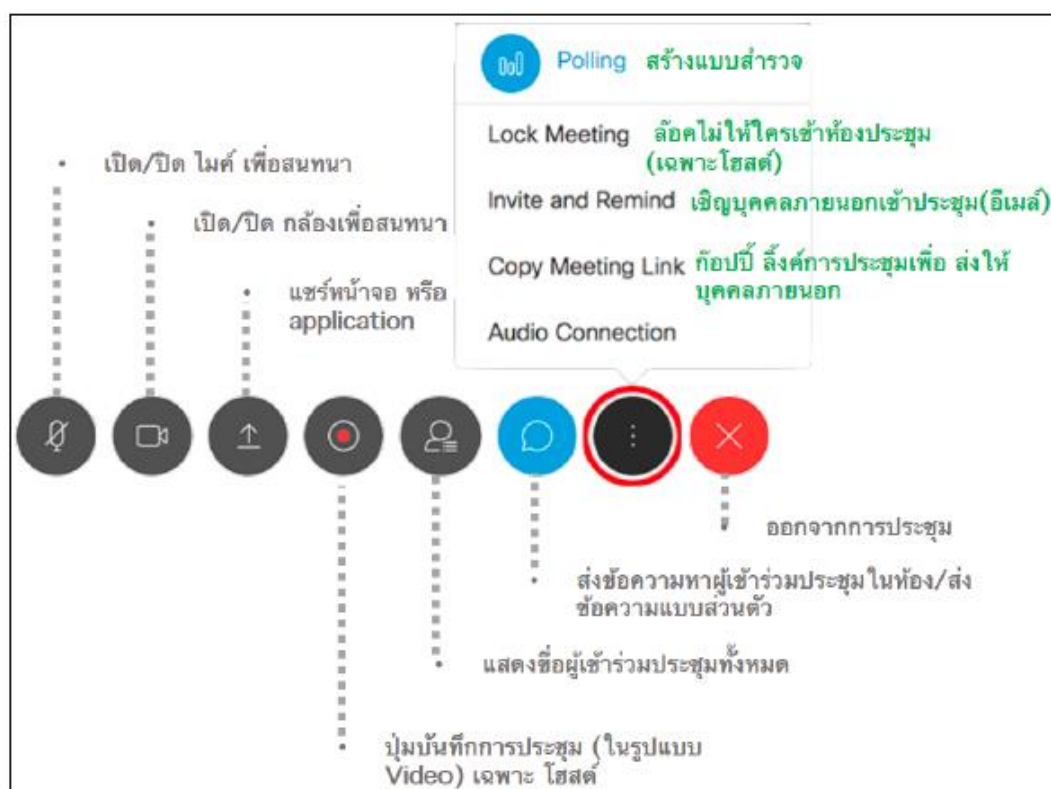 Polling สร้างแบบสำรวจ
Lock Meeting ล๊อคไม่ให้ใครเข้าห้องประชุม
(เฉพาะโฮสต์)
Invite and Remind เชิญบุคคลภายนอกเข้าประชุม(อีเมล์)
Copy Meeting Link ก๊อปปี้ ลิ้งค์การประชุมเพื่อ ส่งให้
บุคคลภายนอก
Audio Connection
• เปิด/ปิด ไมค์ เพื่อสนทนา
• เปิด/ปิด กล้องเพื่อสนทนา
• แชร์หน้าจอ หรือ
application
• ออกจากการประชุม
• ส่งข้อความหาผู้เข้าร่วมประชุมในห้อง/ส่ง
ข้อความแบบส่วนตัว
• แสดงชื่อผู้เข้าร่วมประชุมทั้งหมด
• ปุ่มบันทึกการประชุม (ในรูปแบบ
Video) เฉพาะ โฮสต์